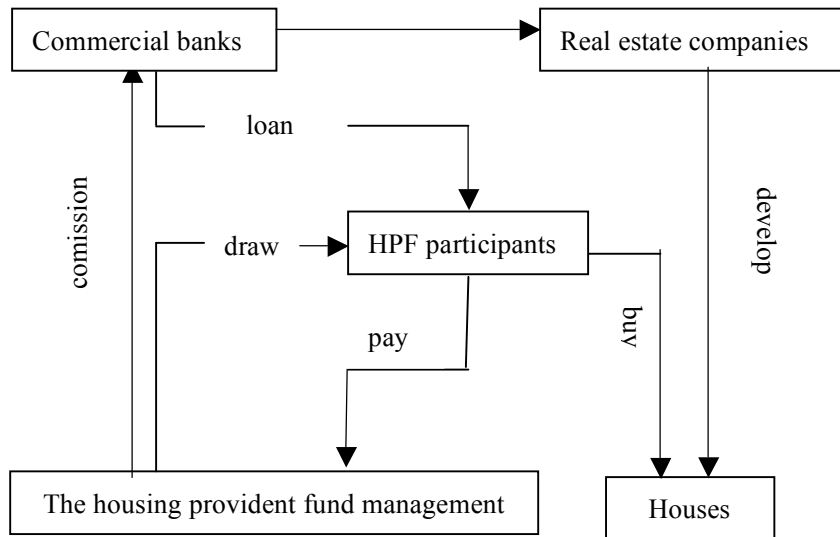 Commercial banks
Real estate companies
loan
comission
develop
draw
HPF participants
buy
pay
The housing provident fund management
Houses